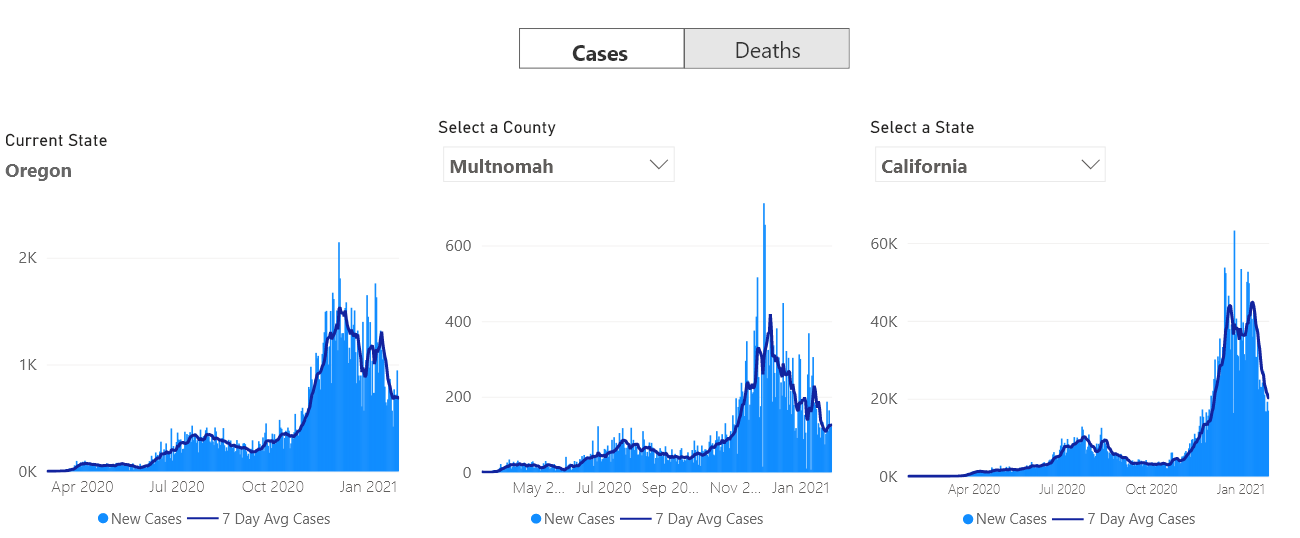 Cases Deaths
Current State
Oregon
Select a County
Multnomah
Select a State
California
2K
1K
0K
Apr 2020 Jul 2020 Oct 2020 Jan 2021
New Cases 7 Day Avg Cases
600
400
200
0
May 2... Jul 2020 Sep 20... Nov 2... Jan 2021
New Cases 7 Day Avg Cases
60K
40K
20K
0K
Apr 2020 Jul 2020 Oct 2020 Jan 2021
New Cases 7 Day Avg Cases